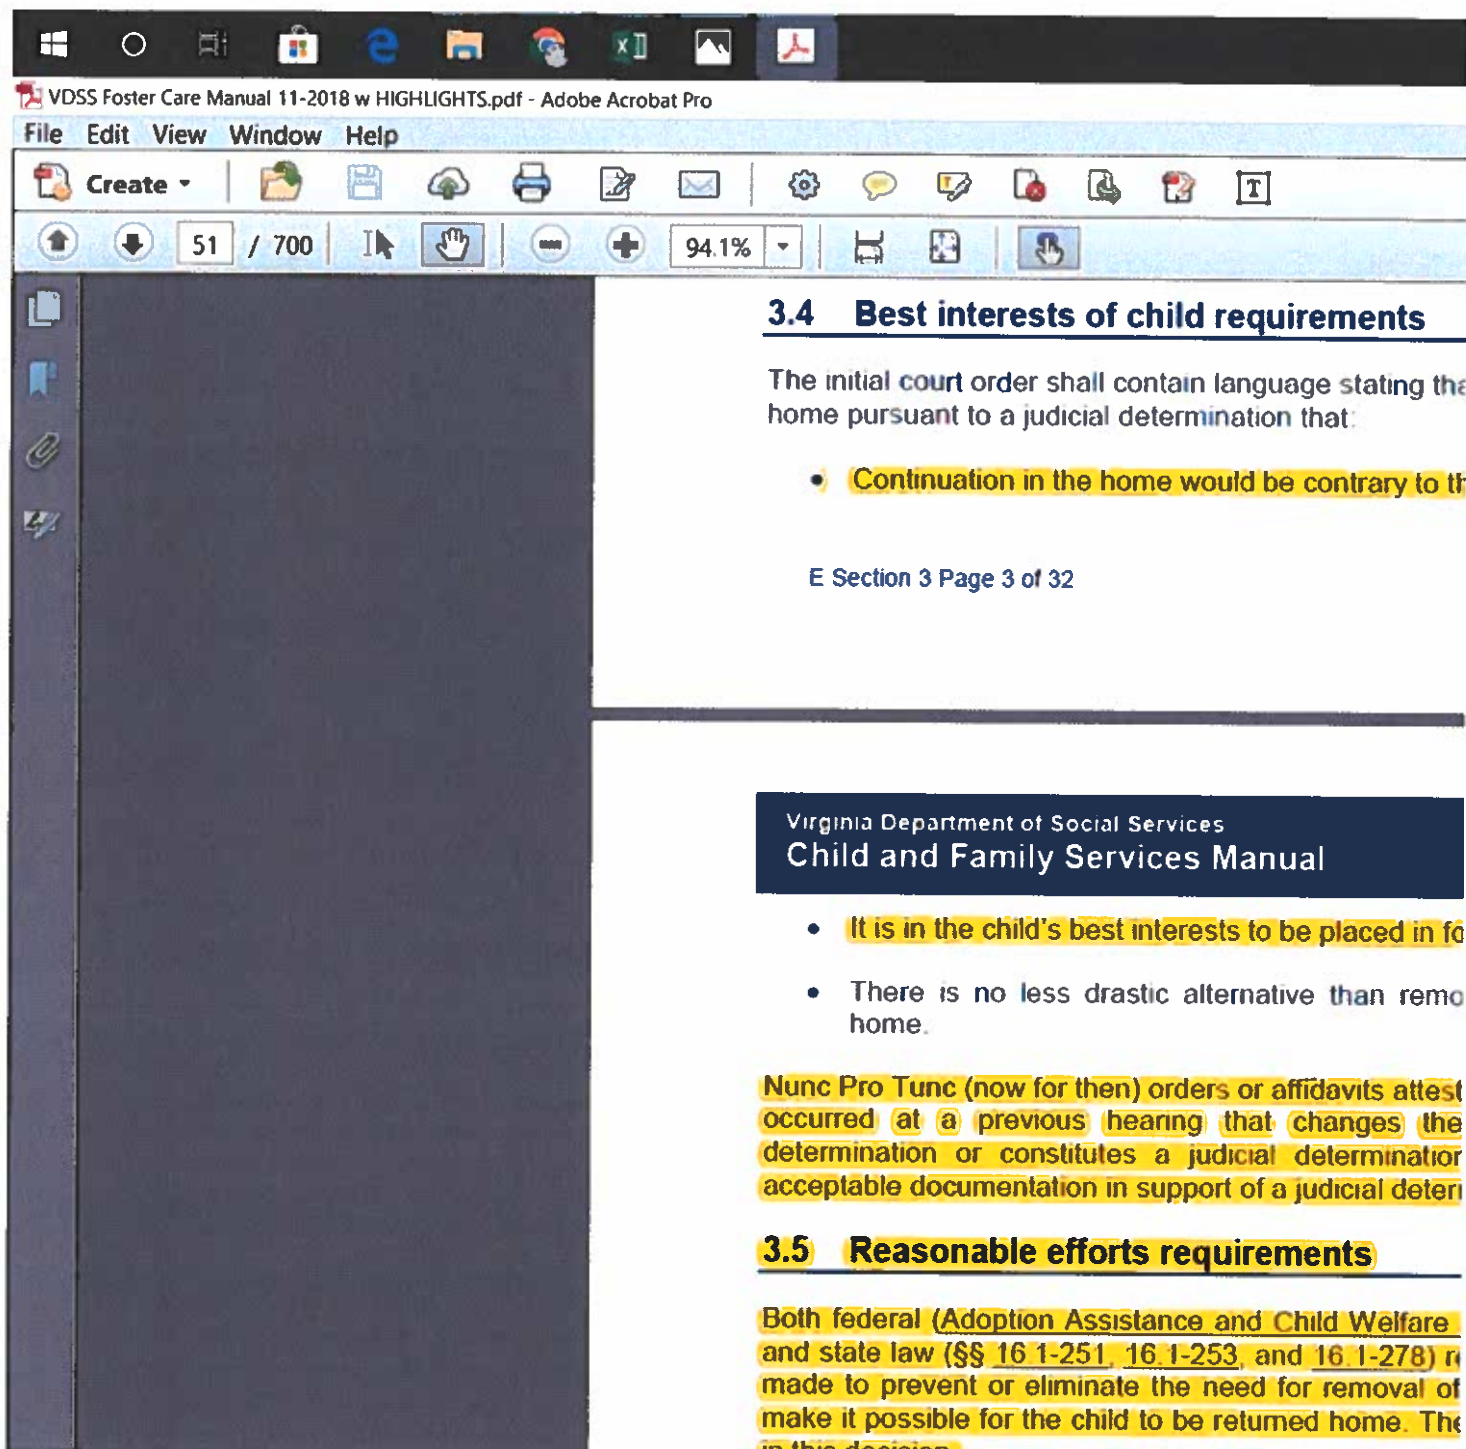 VDSS Foster Care Manual 11-2018 w HIGHLIGHTS.pdf - Adobe Acrobat Pro
File Edit View Window Help
Create
51 / 700 94.1%
3.4 Best interests of child requirements
The initial court order shall contain language stating tha
home pursuant to a judicial determination that:
• Continuation in the home would be contrary to th
E Section 3 Page 3 of 32
Virginia Department of Social Services
Child and Family Services Manual
• It is in the child's best interests to be placed in fo
• There is no less drastic alternative than remo
home.
Nunc Pro Tunc (now for then) orders or affidavits attest
occurred at a previous hearing that changes the
determination or constitutes a judicial determination
acceptable documentation in support of a judicial deter
3.5 Reasonable efforts requirements
Both federal (Adoption Assistance and Child Welfare
and state law (§§ 16.1-251, 16.1-253, and 16.1-278) re
made to prevent or eliminate the need for removal of
make it possible for the child to be returned home. The
in this decision.